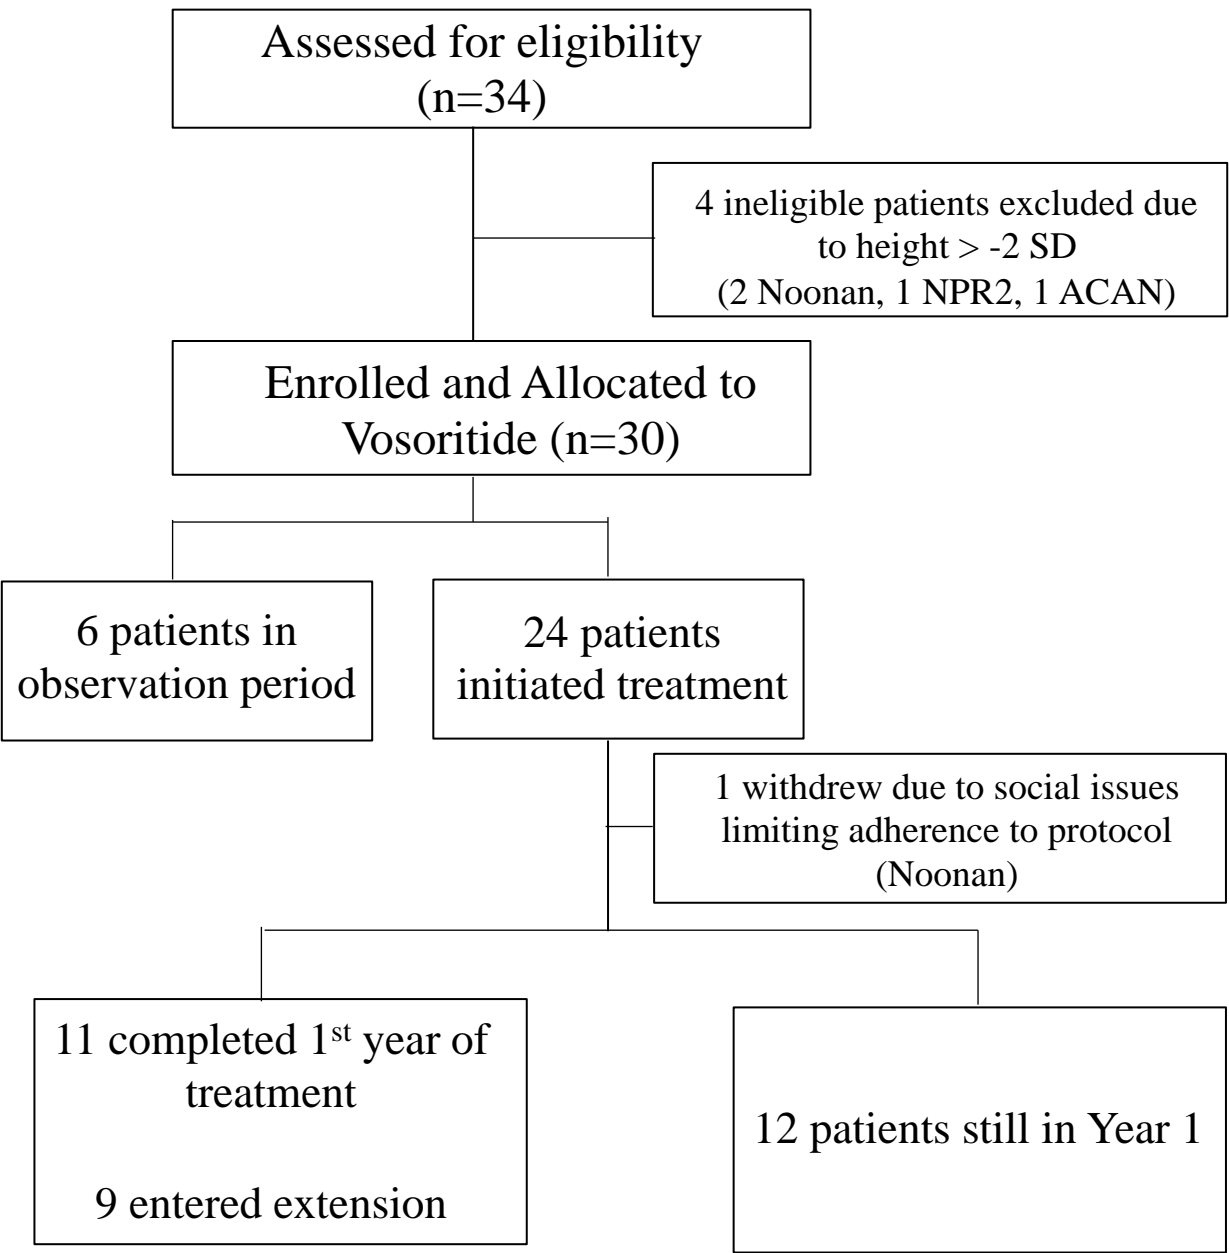 Assessed for eligibility
(n=34)
4 ineligible patients excluded due
to height > -2 SD
(2 Noonan, 1 NPR2, 1 ACAN)
Enrolled and Allocated to
Vosoritide (n=30)
6 patients in
observation period
24 patients
initiated treatment
1 withdrew due to social issues
limiting adherence to protocol
(Noonan)
11 completed 1st year of
treatment
9 entered extension
12 patients still in Year 1